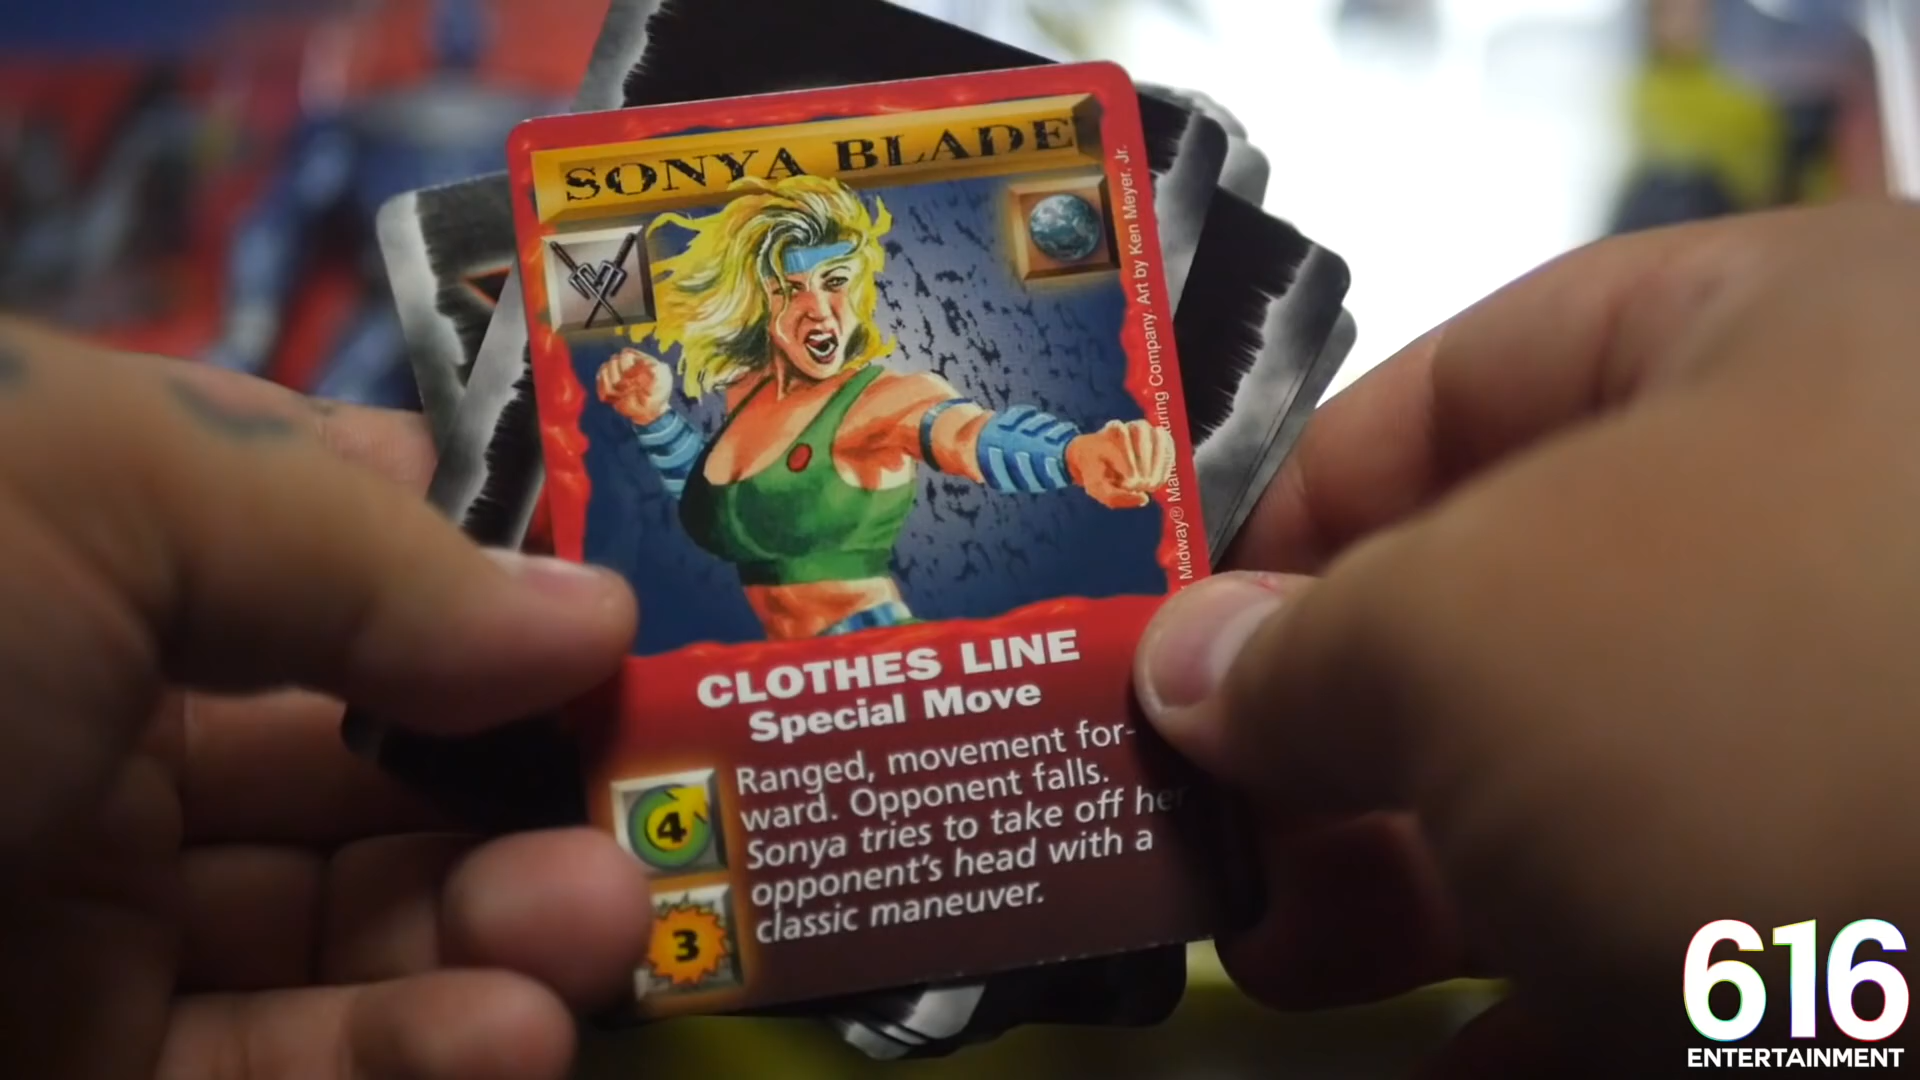 SONYA BLADE
Midway® Manufacturing Company. Art by Ken Meyer, Jr.
CLOTHES LINE
Special Move
Ranged, movement for-
ward. Opponent falls.
Sonya tries to take off her
opponent's head with a
classic maneuver.
4
3
616
ENTERTAINMENT